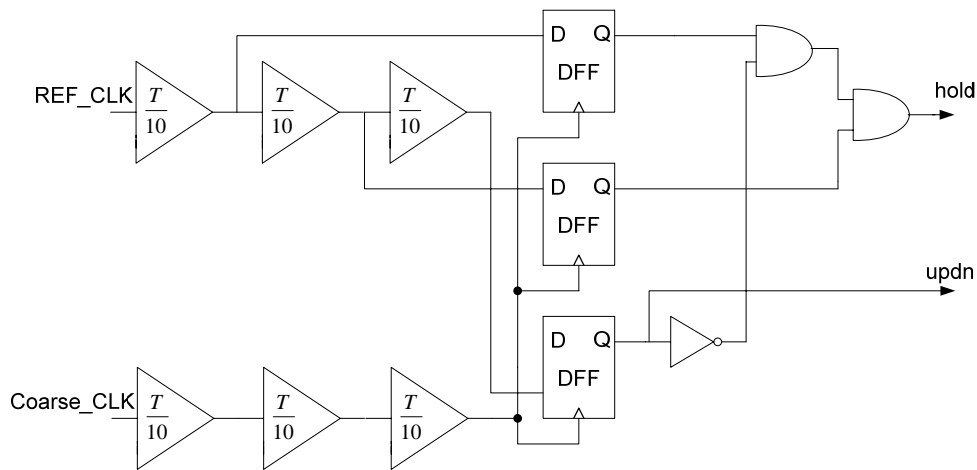 D Q
DFF
REF_CLK
T/10
T/10
T/10
hold
D Q
DFF
updn
D Q
DFF
Coarse_CLK
T/10
T/10
T/10